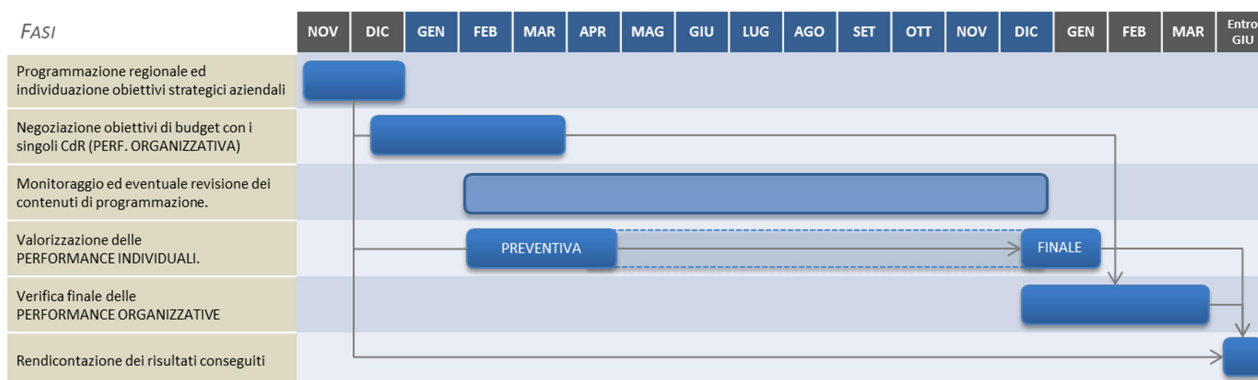 FASI
NOV DIC GEN FEB MAR APR MAG GIU LUG AGO SET OTT NOV DIC GEN FEB MAR Entro
GIU
Programmazione regionale ed
individuazione obiettivi strategici aziendali
Negoziazione obiettivi di budget con i
singoli CdR (PERF. ORGANIZZATIVA)
Monitoraggio ed eventuale revisione dei
contenuti di programmazione.
Valorizzazione delle
PERFORMANCE INDIVIDUALI.
PREVENTIVA
FINALE
Verifica finale delle
PERFORMANCE ORGANIZZATIVE
Rendicontazione dei risultati conseguiti